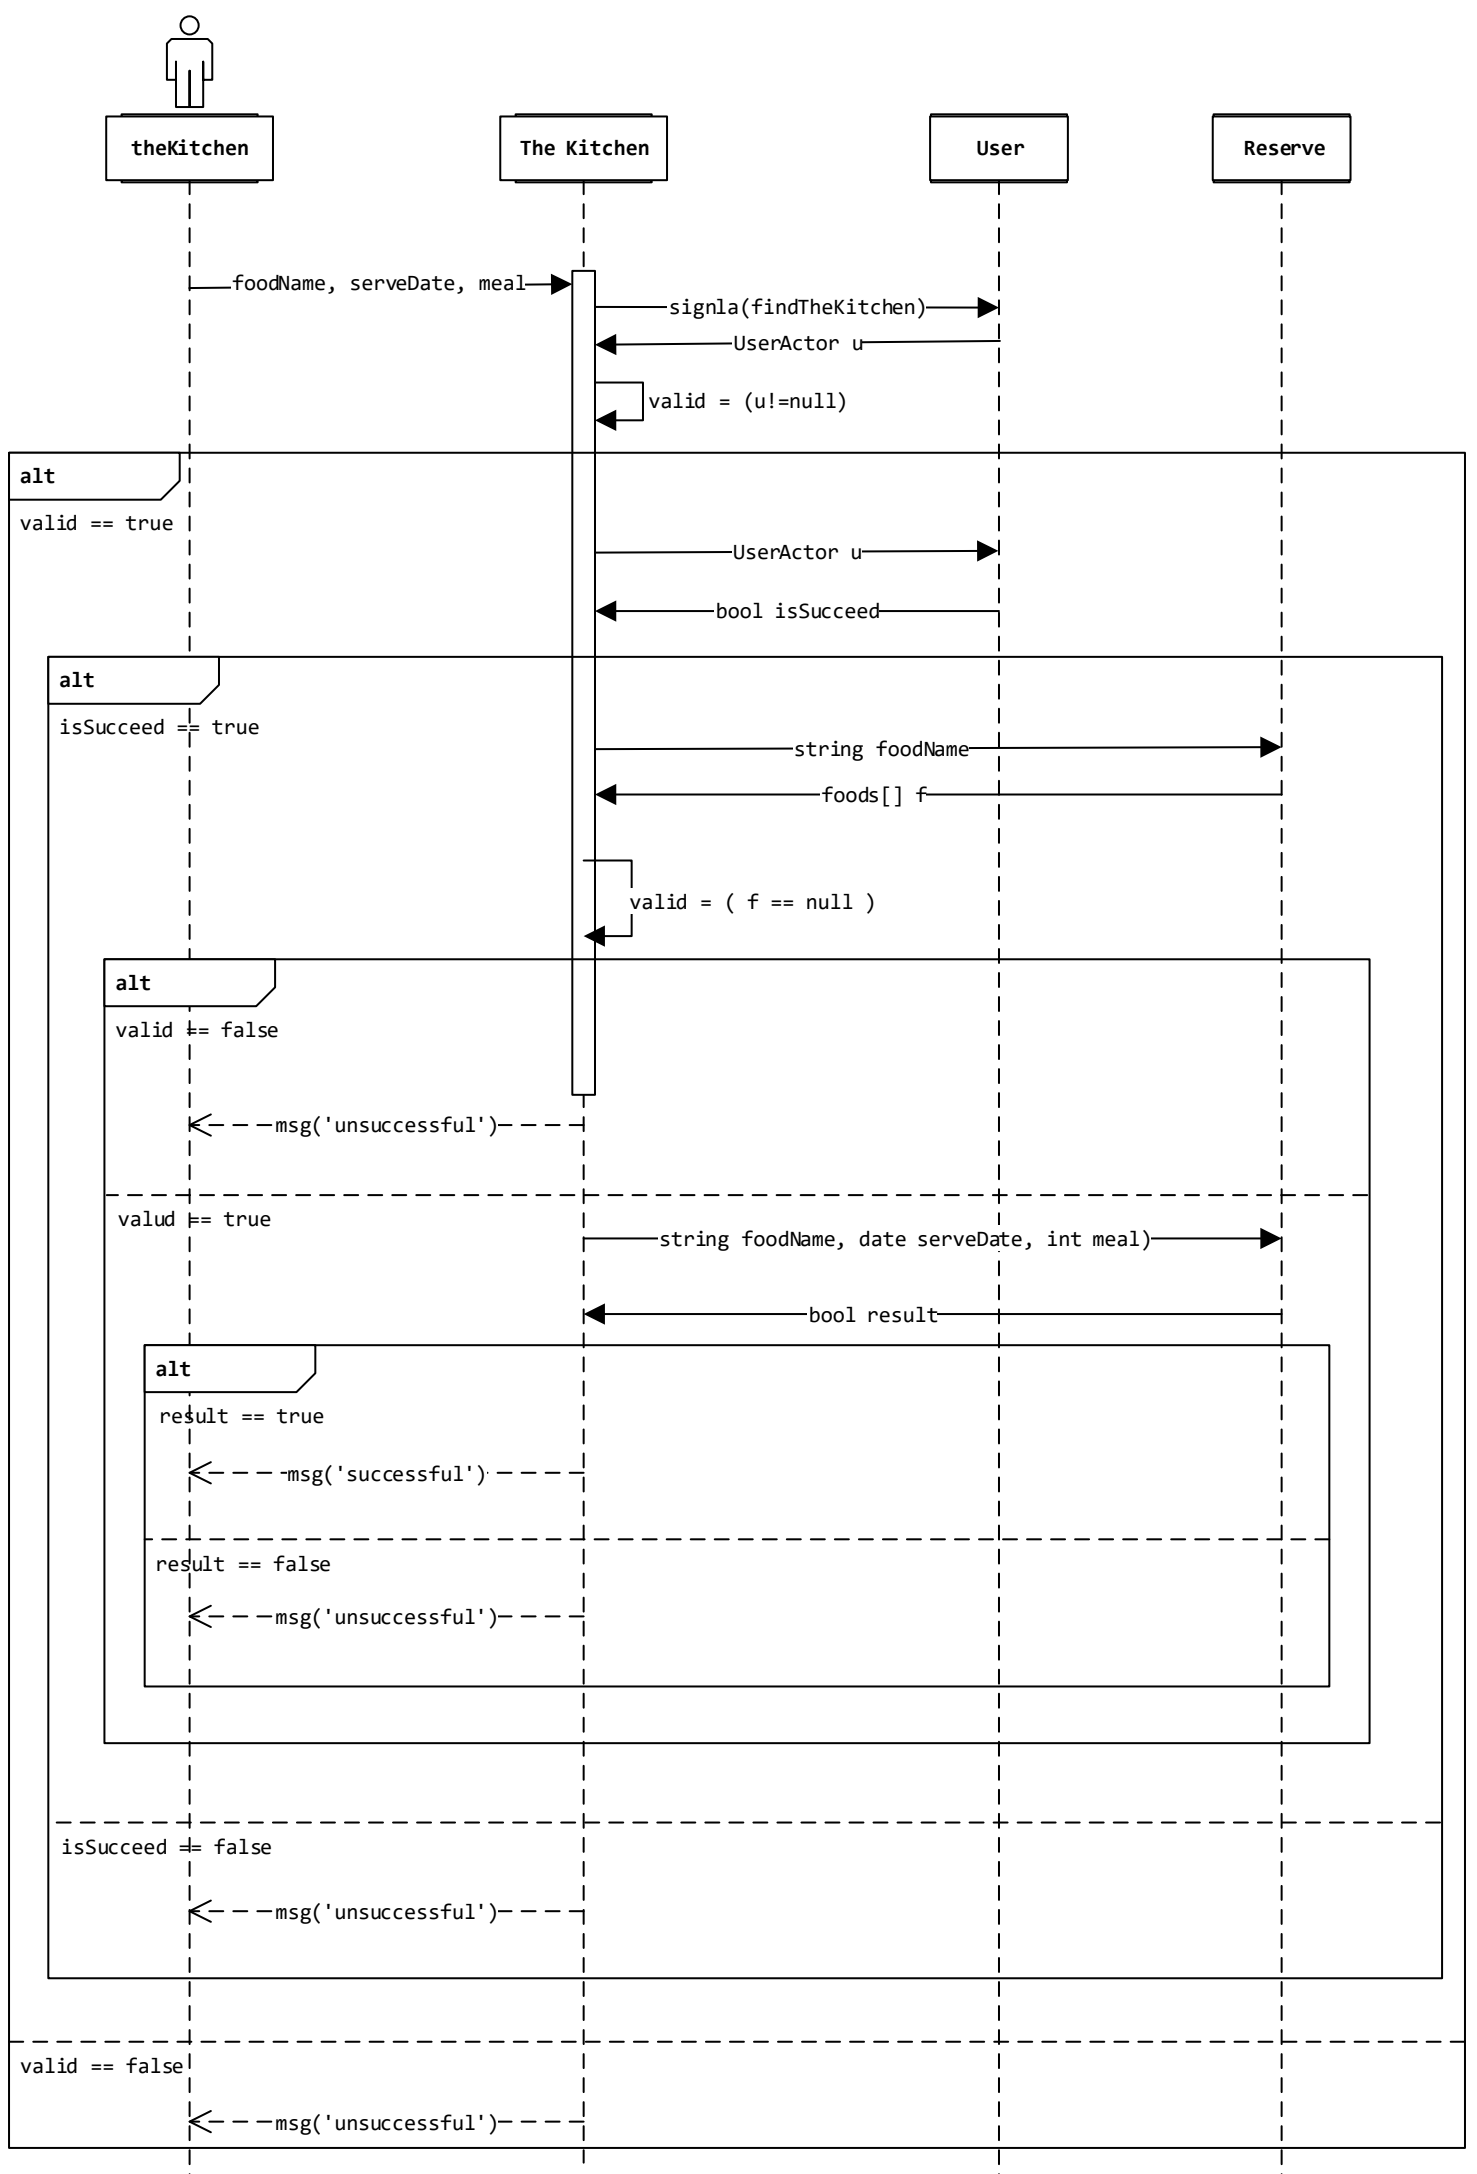 theKitchen
The Kitchen
User
Reserve
foodName, serveDate, meal
signla(findTheKitchen)
UserActor u
valid = (u!=null)
alt
valid == true
UserActor u
bool isSucceed
alt
isSucceed == true
string foodName
foods[] f
valid = ( f == null )
alt
valid == false
msg('unsuccessful')
valud == true
string foodName, date serveDate, int meal)
bool result
alt
result == true
msg('successful')
result == false
msg('unsuccessful')
isSucceed == false
msg('unsuccessful')
valid == false
msg('unsuccessful')